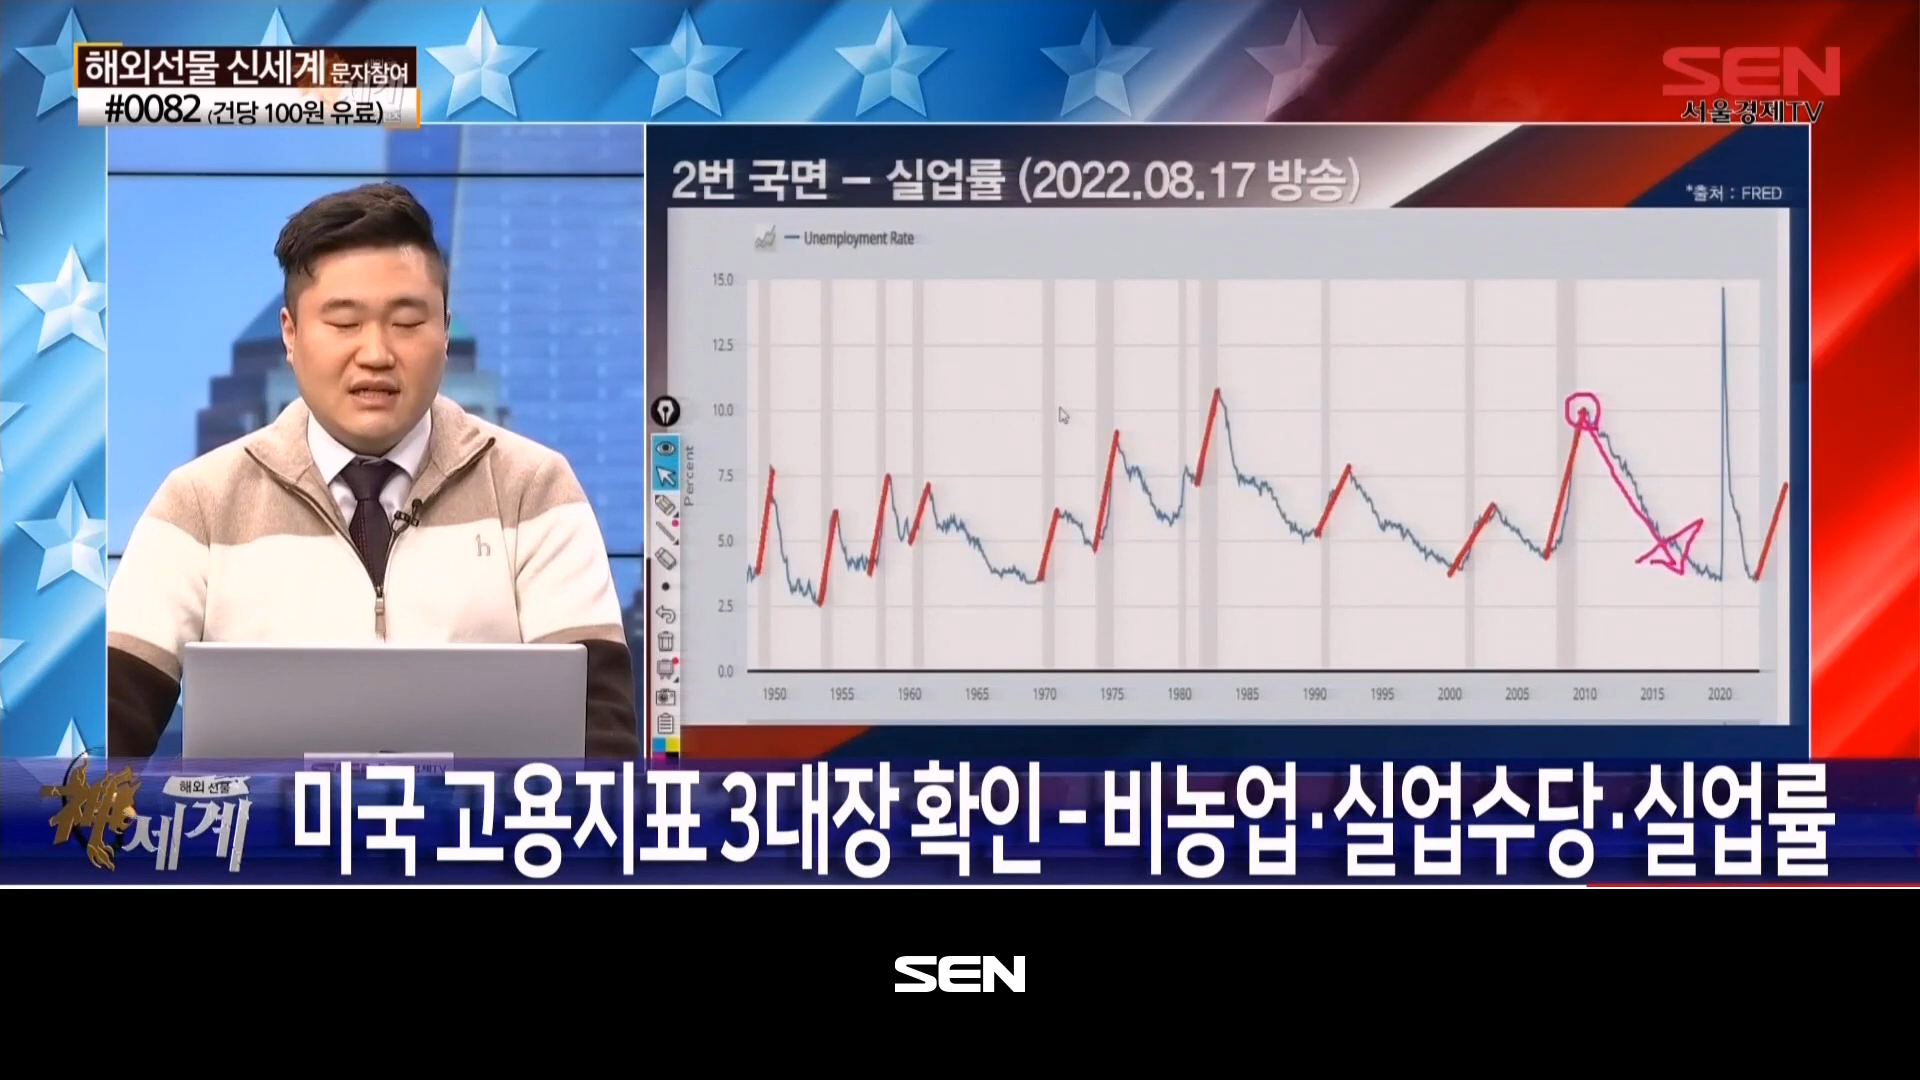 해외선물 신세계 문자참여
#0082 (건당 100원 유료)
SEN
서울경제TV
2번 국면 - 실업률 (2022.08.17 방송)
*출처 : FRED
Unemployment Rate
15.0
12.5
10.0
7.5
5.0
2.5
0.0
Percent
1950 1955 1960 1965 1970 1975 1980 1985 1990 1995 2000 2005 2010 2015 2020
h
해외 선물
神세계
미국 고용지표 3대장 확인 - 비농업·실업수당·실업률
SEN